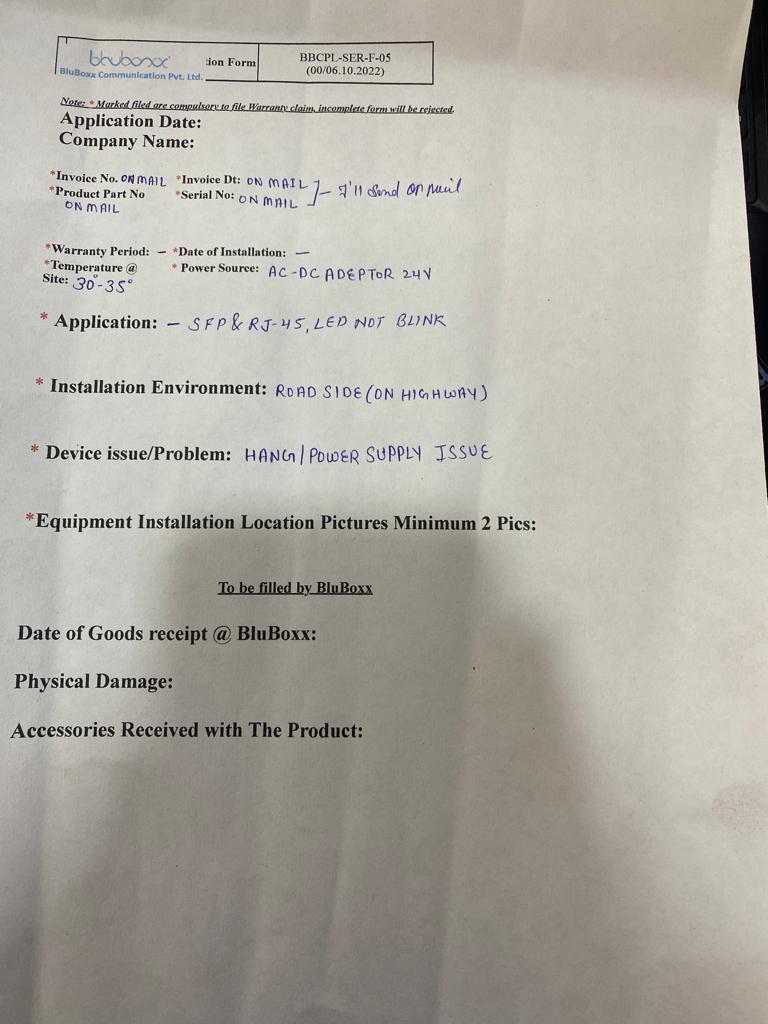 bluboxx
BluBoxx Communication Pvt. Ltd.
tion Form
BBCPL-SER-F-05
(00/06.10.2022)
Note: * Marked filed are compulsory to file Warranty claim, incomplete form will be rejected.
Application Date:
Company Name:
*Invoice No. ON MAIL *Invoice Dt: ON MAIL
*Product Part No *Serial No: ON MAIL - I'll send on mail
ON MAIL
*Warranty Period: - *Date of Installation: -
*Temperature @ * Power Source: AC-DC ADEPTOR 24V
Site: 30°-35°
* Application: - SFP & RJ-45, LED NOT BLINK
* Installation Environment: ROAD SIDE (ON HIGHWAY)
* Device issue/Problem: HANG / POWER SUPPLY ISSUE
*Equipment Installation Location Pictures Minimum 2 Pics:
To be filled by BluBoxx
Date of Goods receipt @ BluBoxx:
Physical Damage:
Accessories Received with The Product: